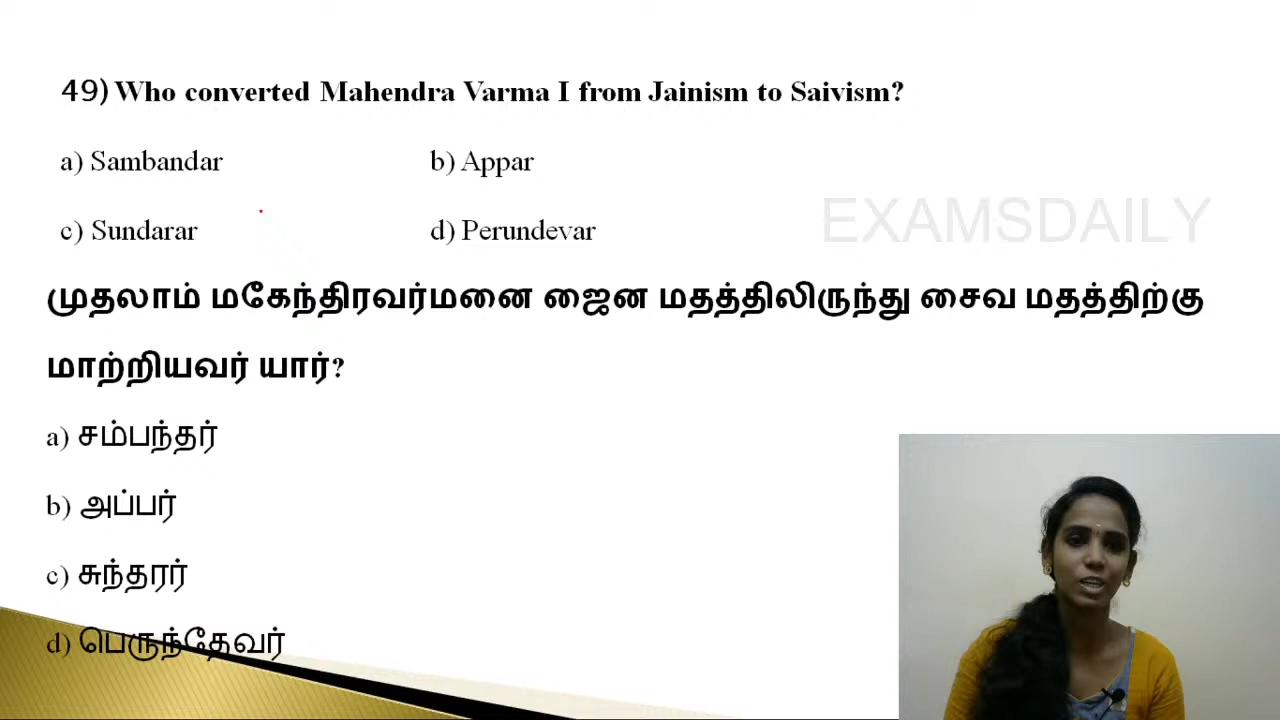 49) Who converted Mahendra Varma I from Jainism to Saivism?
a) Sambandar b) Appar
c) Sundarar d) Perundevar
EXAMSDAILY
முதலாம் மகேந்திரவர்மனை ஜைன மதத்திலிருந்து சைவ மதத்திற்கு
மாற்றியவர் யார்?
a) சம்பந்தர்
b) அப்பர்
c) சுந்தரர்
d) பெருந்தேவர்